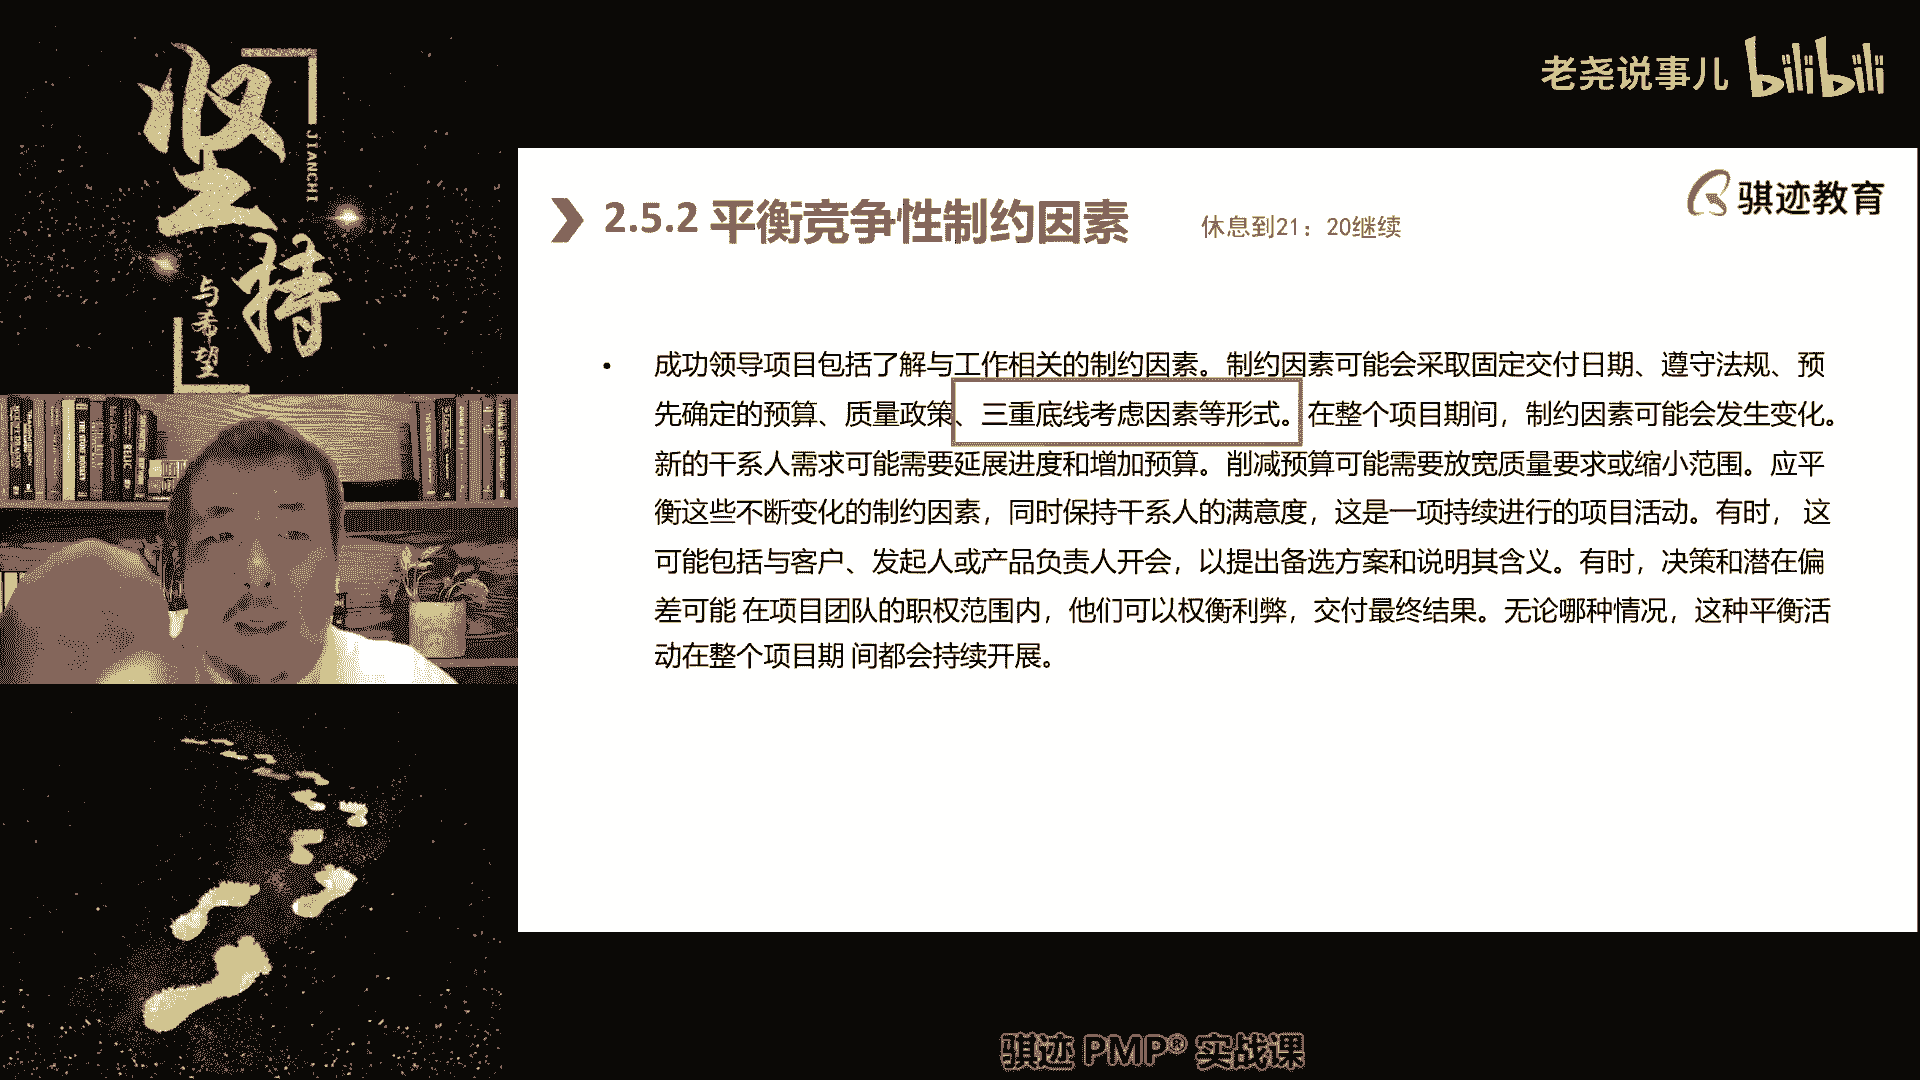 坚持
JIANCHI
与希望
老尧说事儿 bilibili
骐迹教育
2.5.2 平衡竞争性制约因素
休息到21：20继续
• 成功领导项目包括了解与工作相关的制约因素。制约因素可能会采取固定交付日期、遵守法规、预
先确定的预算、质量政策、三重底线考虑因素等形式。在整个项目期间，制约因素可能会发生变化。
新的干系人需求可能需要延展进度和增加预算。削减预算可能需要放宽质量要求或缩小范围。应平
衡这些不断变化的制约因素，同时保持干系人的满意度，这是一项持续进行的项目活动。有时， 这
可能包括与客户、发起人或产品负责人开会，以提出备选方案和说明其含义。有时，决策和潜在偏
差可能 在项目团队的职权范围内，他们可以权衡利弊，交付最终结果。无论哪种情况，这种平衡活
动在整个项目期 间都会持续开展。
骐迹 PMP® 实战课